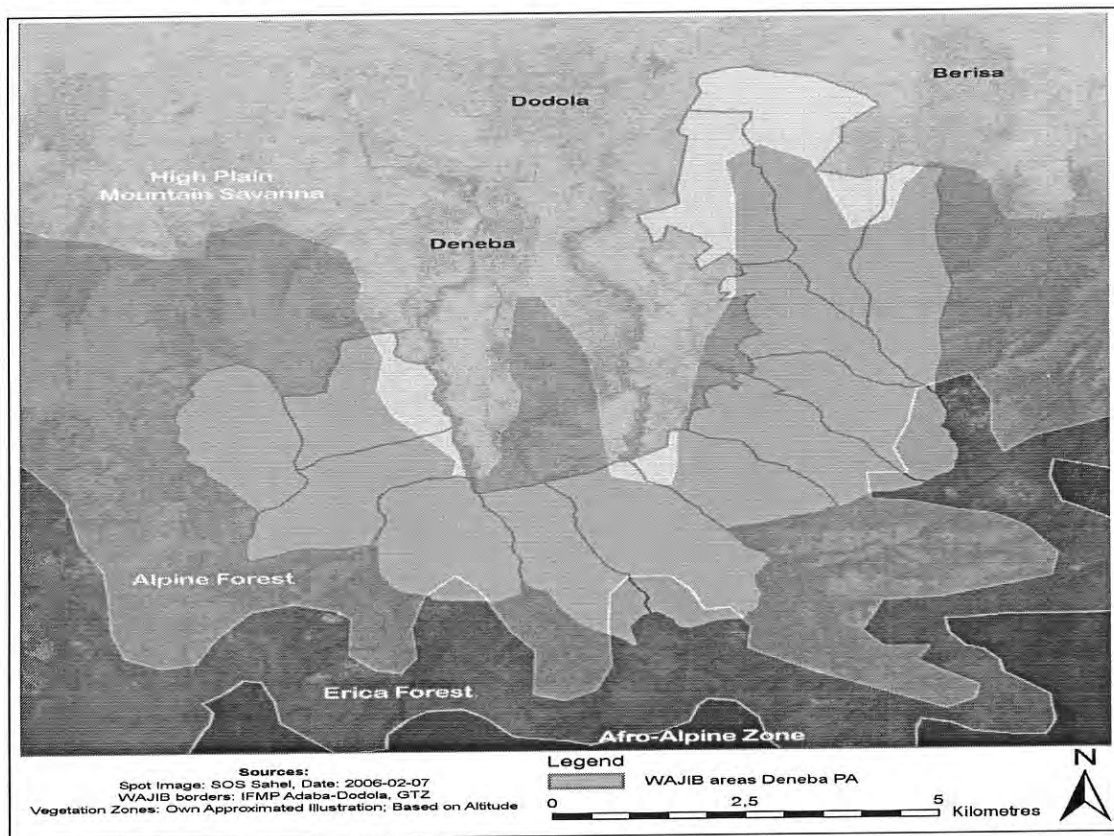 Berisa
Dodola
High Plain
Mountain Savanna
Deneba
Alpine Forest
Erica Forest
Afro-Alpine Zone
Sources:
Spot Image: SOS Sahel, Date: 2006-02-07
WAJIB borders: IFMP Adaba-Dodola, GTZ
Vegetation Zones: Own Approximated Illustration; Based on Altitude
Legend
WAJIB areas Deneba PA
0 2,5 5
Kilometres
N